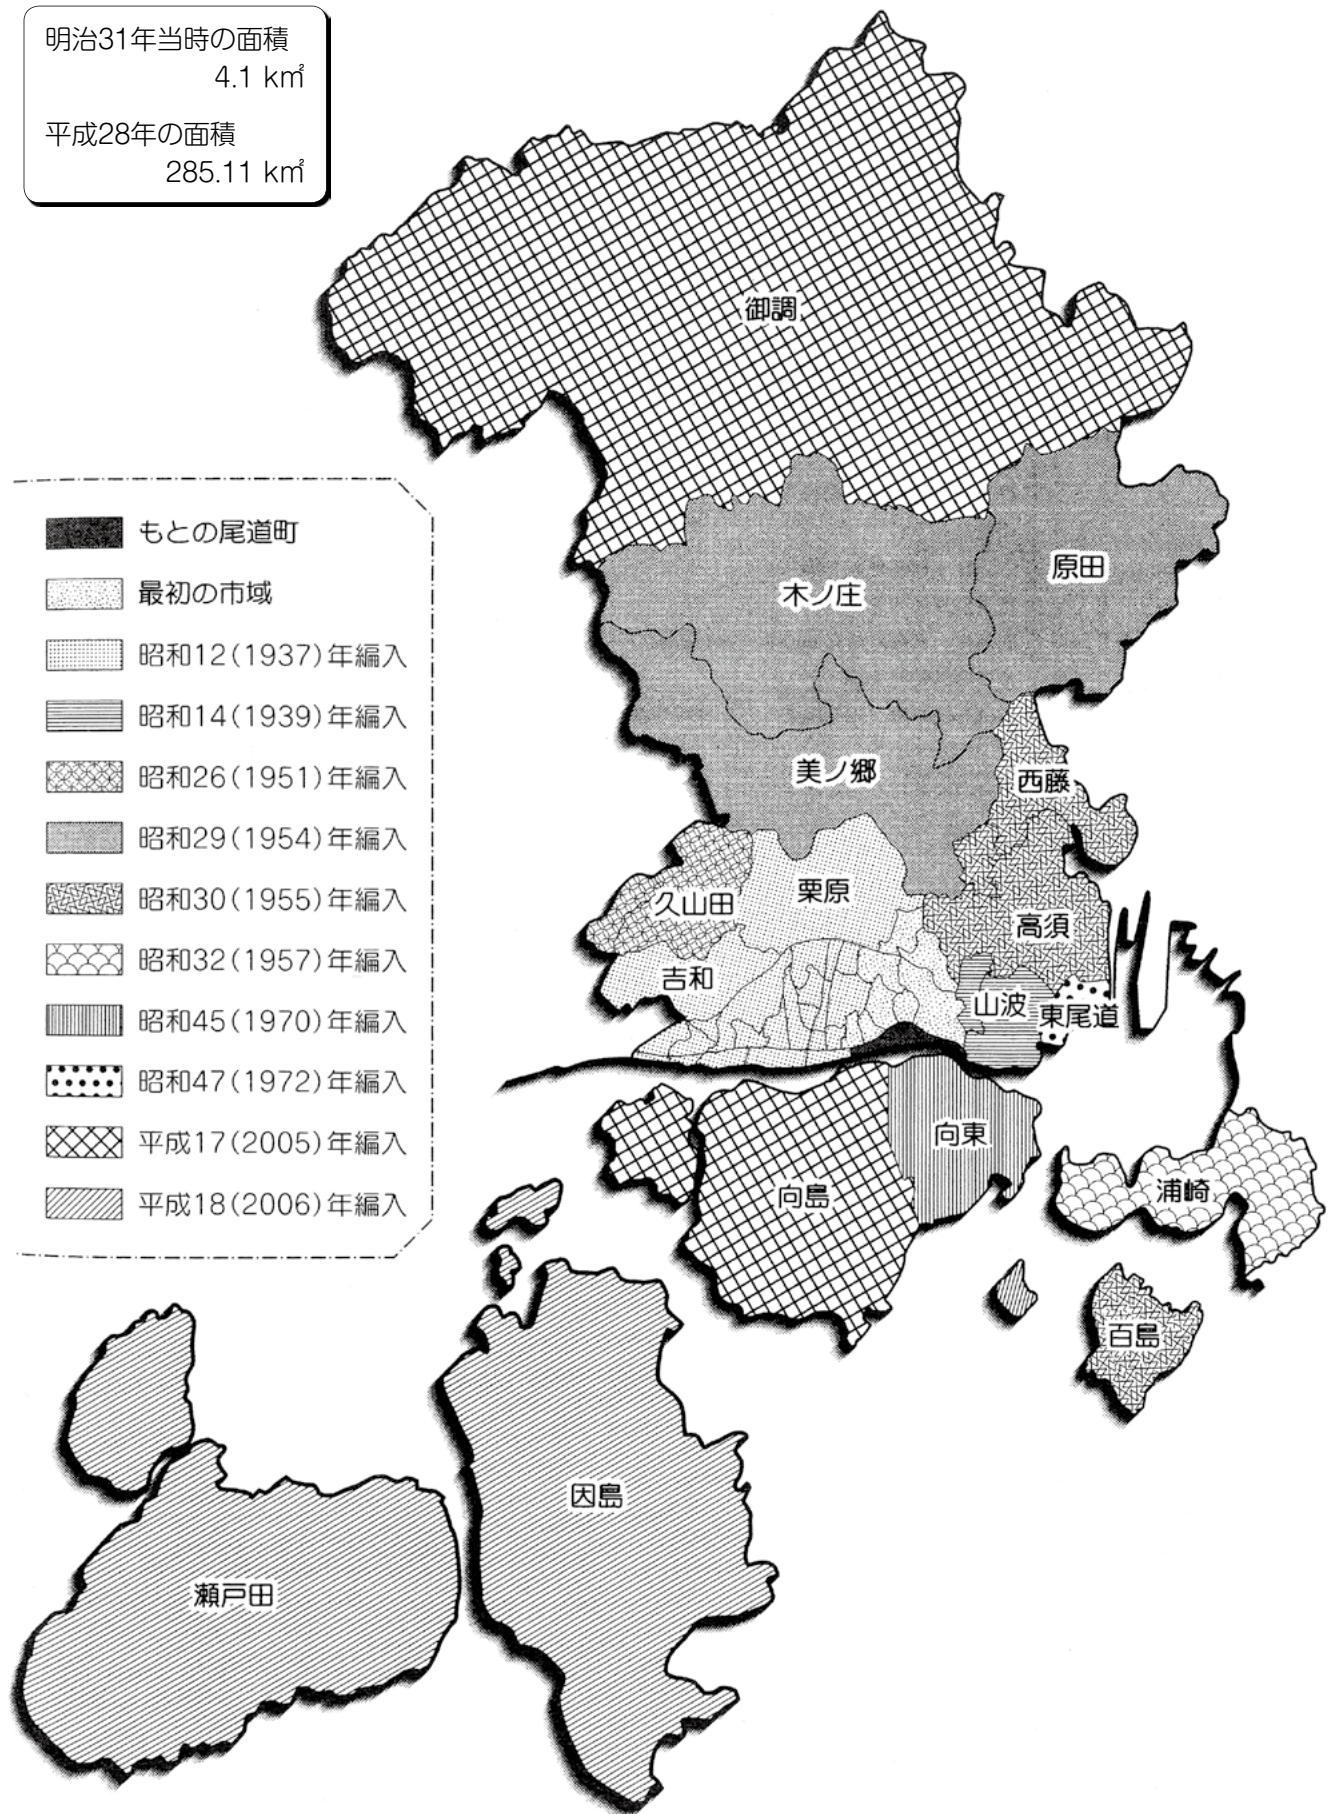 明治31年当時の面積
4.1 k㎡
平成28年の面積
285.11 k㎡
御調
もとの尾道町
最初の市域
昭和12(1937)年編入
昭和14(1939)年編入
昭和26(1951)年編入
昭和29(1954)年編入
昭和30(1955)年編入
昭和32(1957)年編入
昭和45(1970)年編入
昭和47(1972)年編入
平成17(2005)年編入
平成18(2006)年編入
原田
木ノ庄
美ノ郷
西藤
久山田
栗原
高須
吉和
山波
東尾道
向東
向島
浦崎
百島
因島
瀬戸田